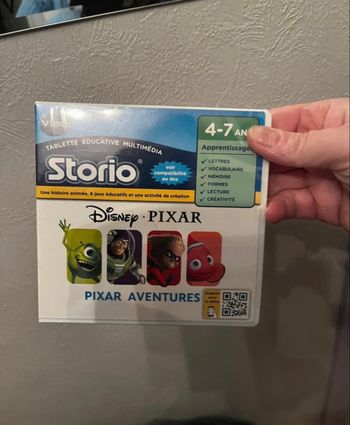 vtech
4-7 ANS
TABLETTE ÉDUCATIVE MULTIMÉDIA
Apprentissages
Storio®
voir
compatibilité
au dos
✓ LETTRES
✓ VOCABULAIRE
✓ MÉMOIRE
✓ FORMES
✓ LECTURE
✓ CRÉATIVITÉ
Une histoire animée, 6 jeux éducatifs et une activité de création
Disney · PIXAR
PIXAR AVENTURES